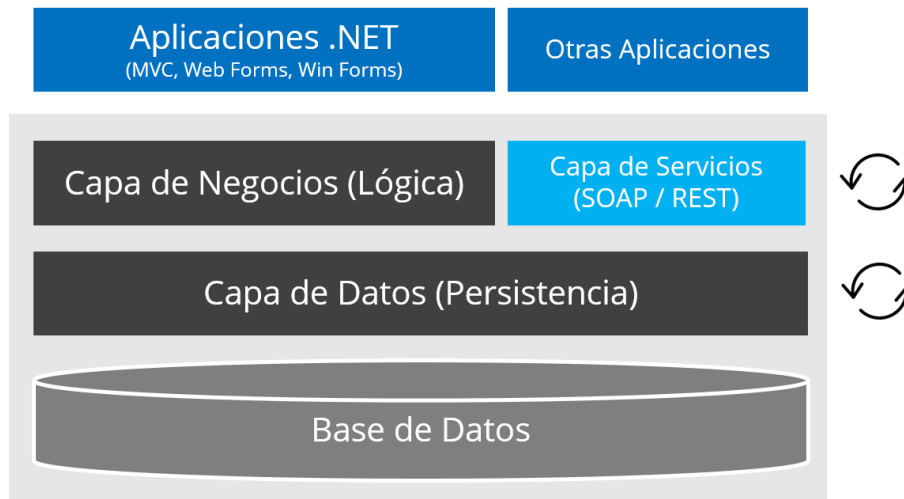 Aplicaciones .NET
(MVC, Web Forms, Win Forms)
Otras Aplicaciones
Capa de Negocios (Lógica)
Capa de Servicios
(SOAP / REST)
Capa de Datos (Persistencia)
Base de Datos